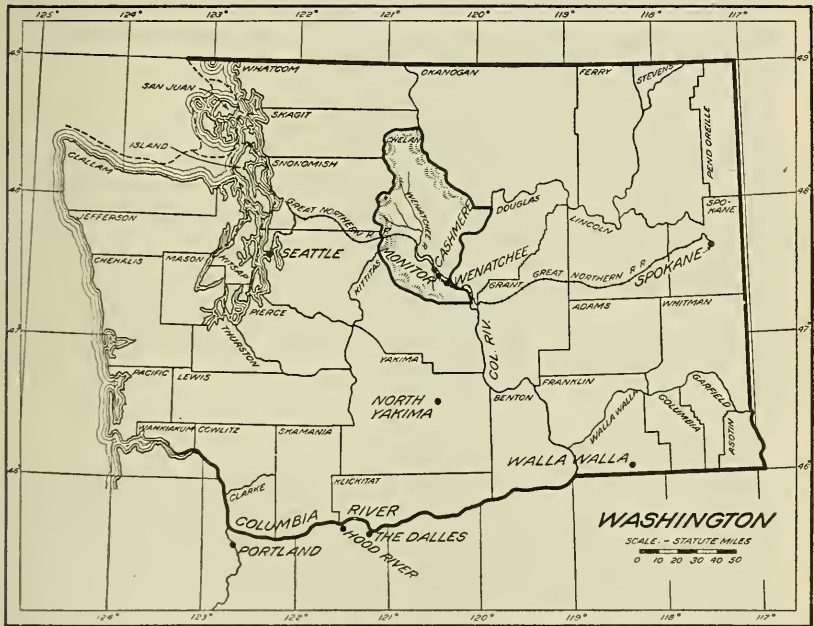 125° 124° 123° 122° 121° 120° 119° 118° 117°
49° 49°
WHATCOM
OKANOGAN
FERRY
STEVENS
SAN JUAN
SKAGIT
PEND OREILLE
CHELAN
ISLAND
SNOHOMISH
CLALLAM
48° 48°
WENATCHEE R
GREAT NORTHERN R R
DOUGLAS
LINCOLN
SPO-
KANE
JEFFERSON
CASHMERE
SEATTLE
MONITOR
WENATCHEE
SPOKANE
CHEHALIS
MASON
KITSAP
KITTITAS
GRANT
GREAT NORTHERN R R
ADAMS
WHITMAN
PIERCE
47° 47°
THURSTON
YAKIMA
COL. RIV.
PACIFIC
LEWIS
FRANKLIN
NORTH
YAKIMA
BENTON
WALLA WALLA
COLUMBIA
GARFIELD
ASOTIN
WAHKIAKUM
COWLITZ
SKAMANIA
46° 46°
WALLA WALLA
KLICKITAT
CLARKE
COLUMBIA RIVER
PORTLAND
HOOD RIVER
THE DALLES
WASHINGTON
SCALE. - STATUTE MILES
0 10 20 30 40 50
124° 123° 122° 121° 120° 119° 118° 117°